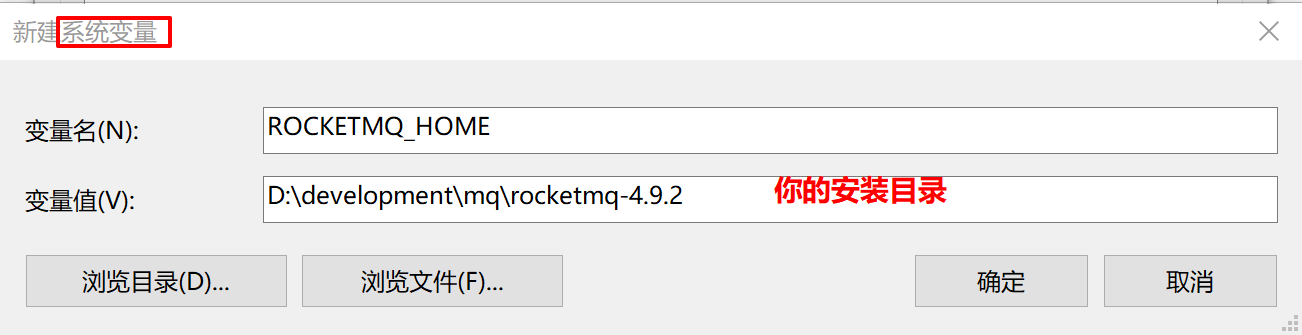 新建系统变量
变量名(N): ROCKETMQ_HOME
变量值(V): D:\development\mq\rocketmq-4.9.2 你的安装目录
浏览目录(D)... 浏览文件(F)... 确定 取消